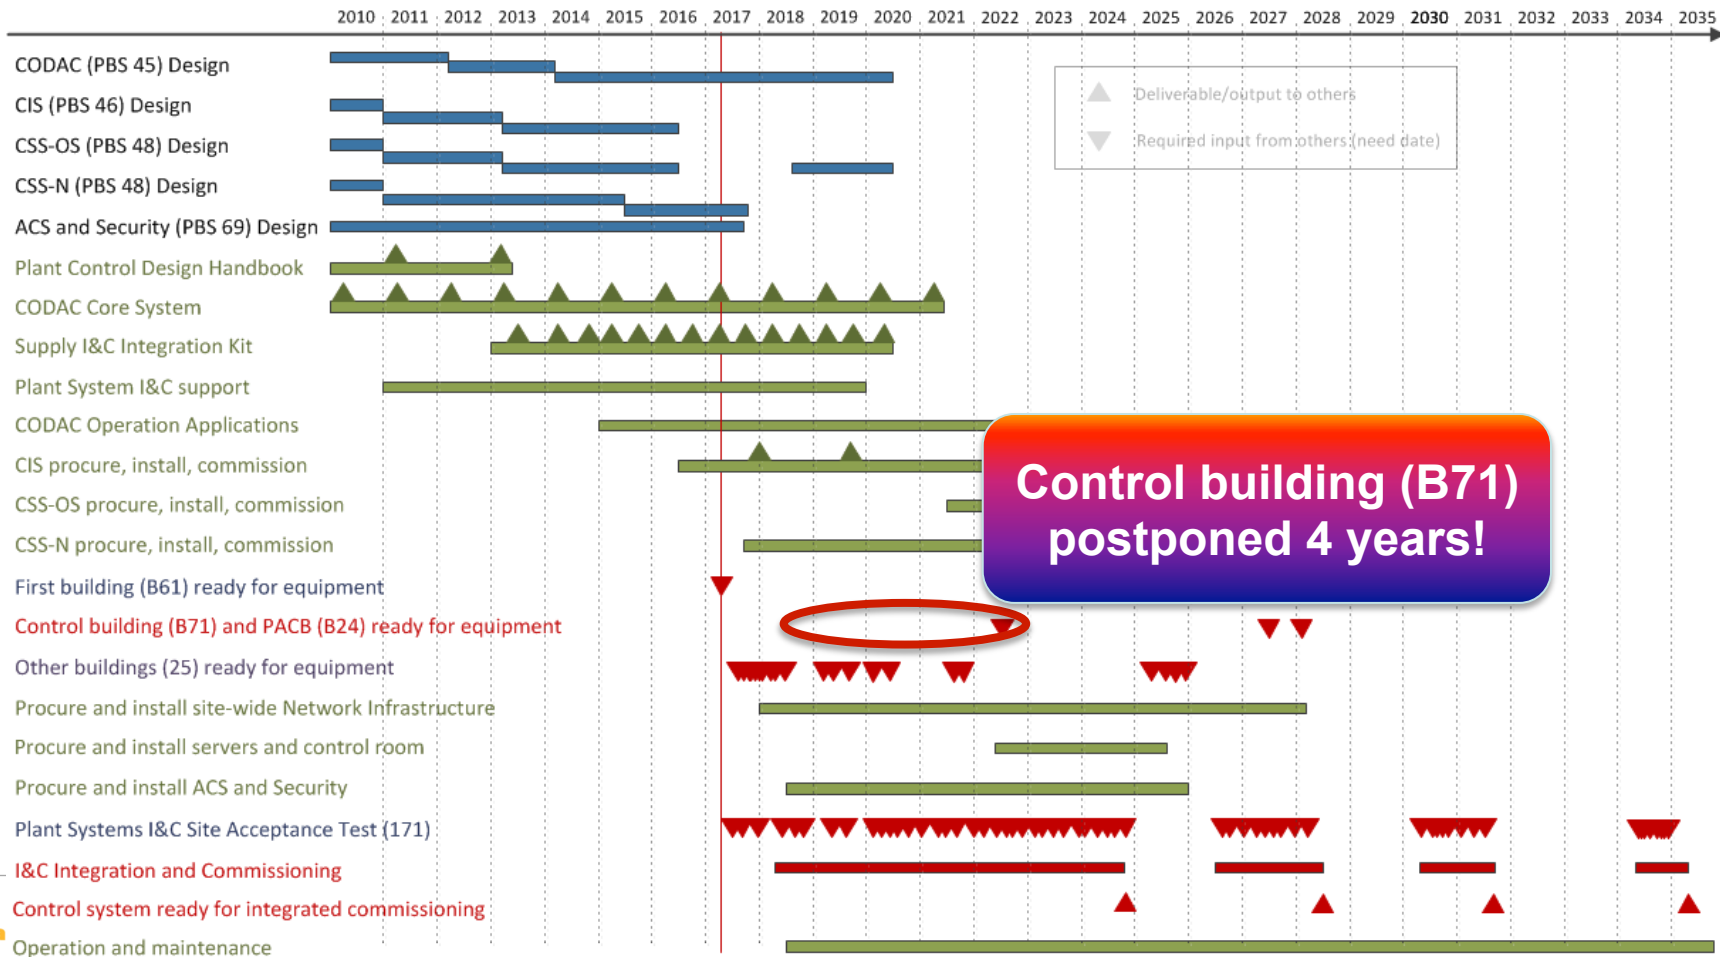 2010 2011 2012 2013 2014 2015 2016 2017 2018 2019 2020 2021 2022 2023 2024 2025 2026 2027 2028 2029 2030 2031 2032 2033 2034 2035
CODAC (PBS 45) Design
Deliverable/output to others
CIS (PBS 46) Design
Required input from others (need date)
CSS-OS (PBS 48) Design
CSS-N (PBS 48) Design
ACS and Security (PBS 69) Design
Plant Control Design Handbook
CODAC Core System
Supply I&C Integration Kit
Plant System I&C support
CODAC Operation Applications
CIS procure, install, commission
CSS-OS procure, install, commission
CSS-N procure, install, commission
Control building (B71)
postponed 4 years!
First building (B61) ready for equipment
Control building (B71) and PACB (B24) ready for equipment
Other buildings (25) ready for equipment
Procure and install site-wide Network Infrastructure
Procure and install servers and control room
Procure and install ACS and Security
Plant Systems I&C Site Acceptance Test (171)
I&C Integration and Commissioning
Control system ready for integrated commissioning
Operation and maintenance